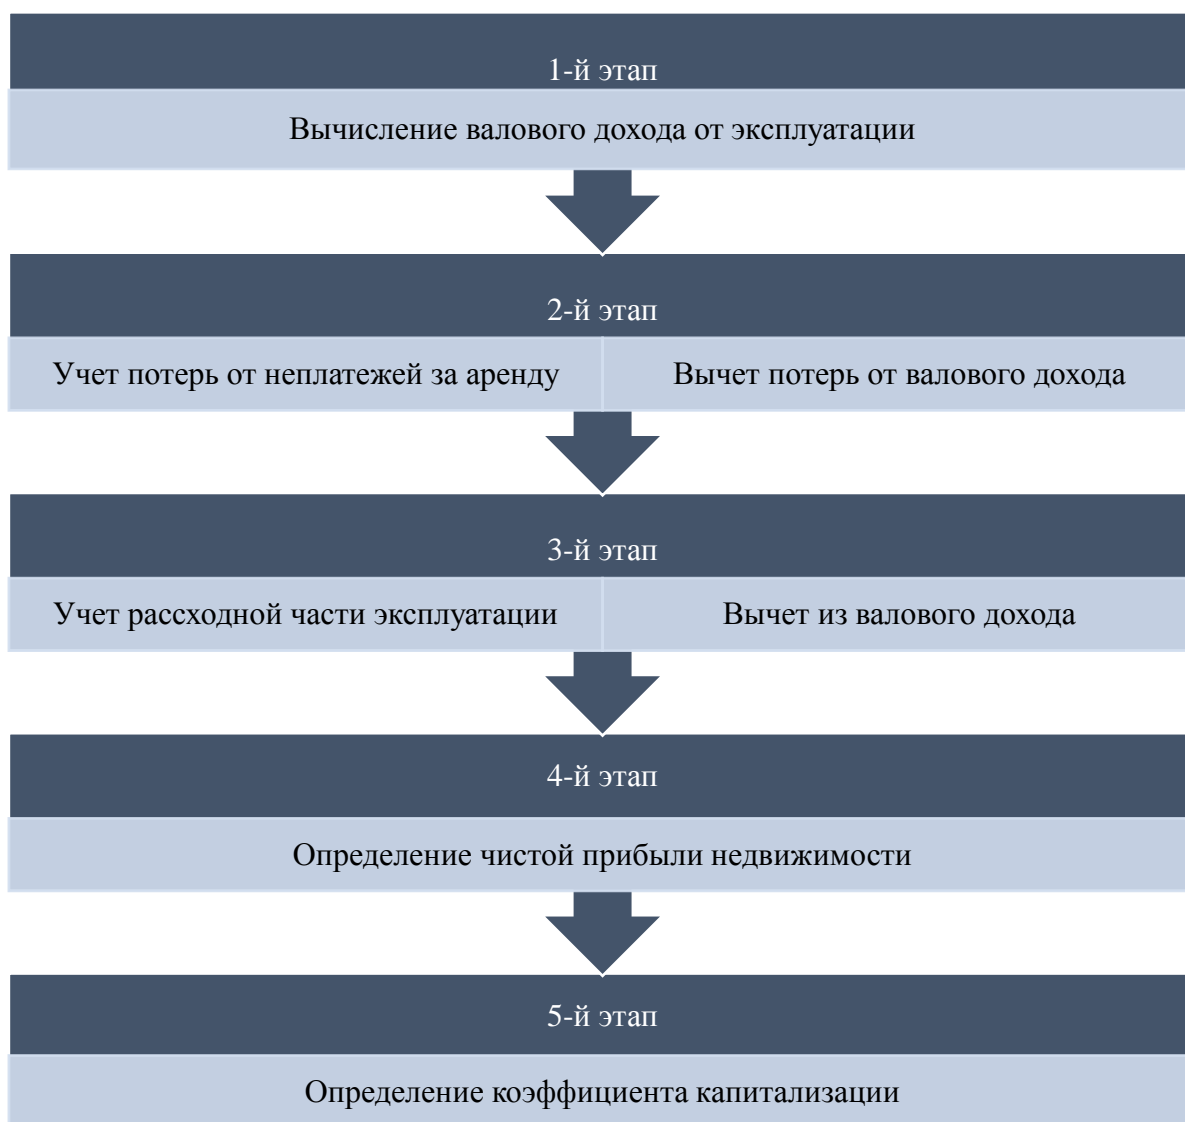 1-й этап
Вычисление валового дохода от эксплуатации
2-й этап
Учет потерь от неплатежей за аренду
Вычет потерь от валового дохода
3-й этап
Учет рассходной части эксплуатации
Вычет из валового дохода
4-й этап
Определение чистой прибыли недвижимости
5-й этап
Определение коэффициента капитализации